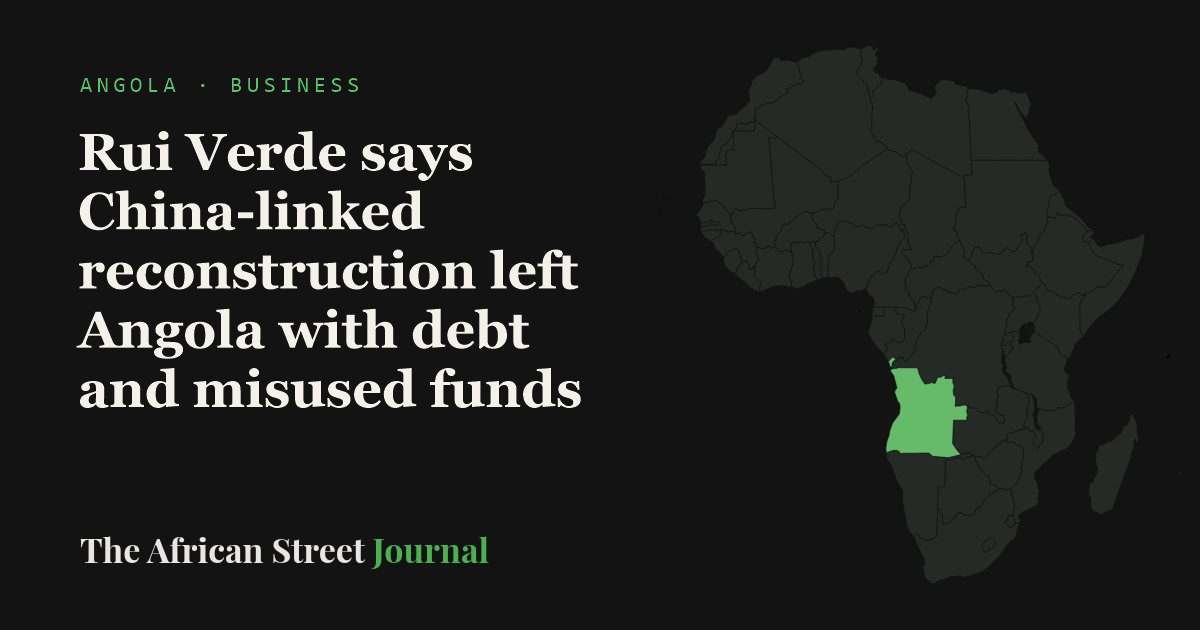 ANGOLA · BUSINESS
Rui Verde says
China-linked
reconstruction left
Angola with debt
and misused funds
The African Street Journal